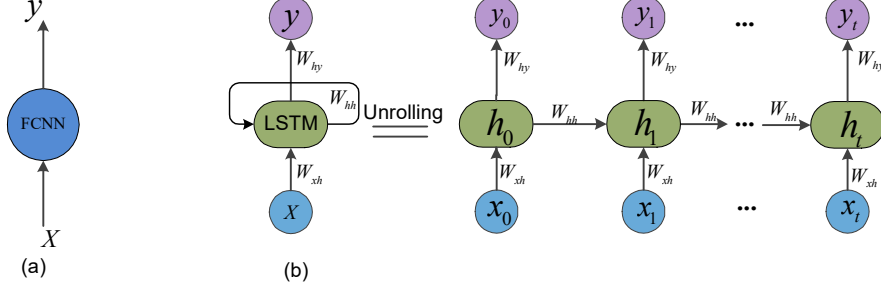 y
FCNN
X
(a)
y
W_hy
W_hh
LSTM
W_xh
X
(b)
Unrolling
y_0 y_1 ... y_t
W_hy W_hy W_hy
h_0 W_hh h_1 W_hh ... W_hh h_t
W_xh W_xh W_xh
x_0 x_1 ... x_t